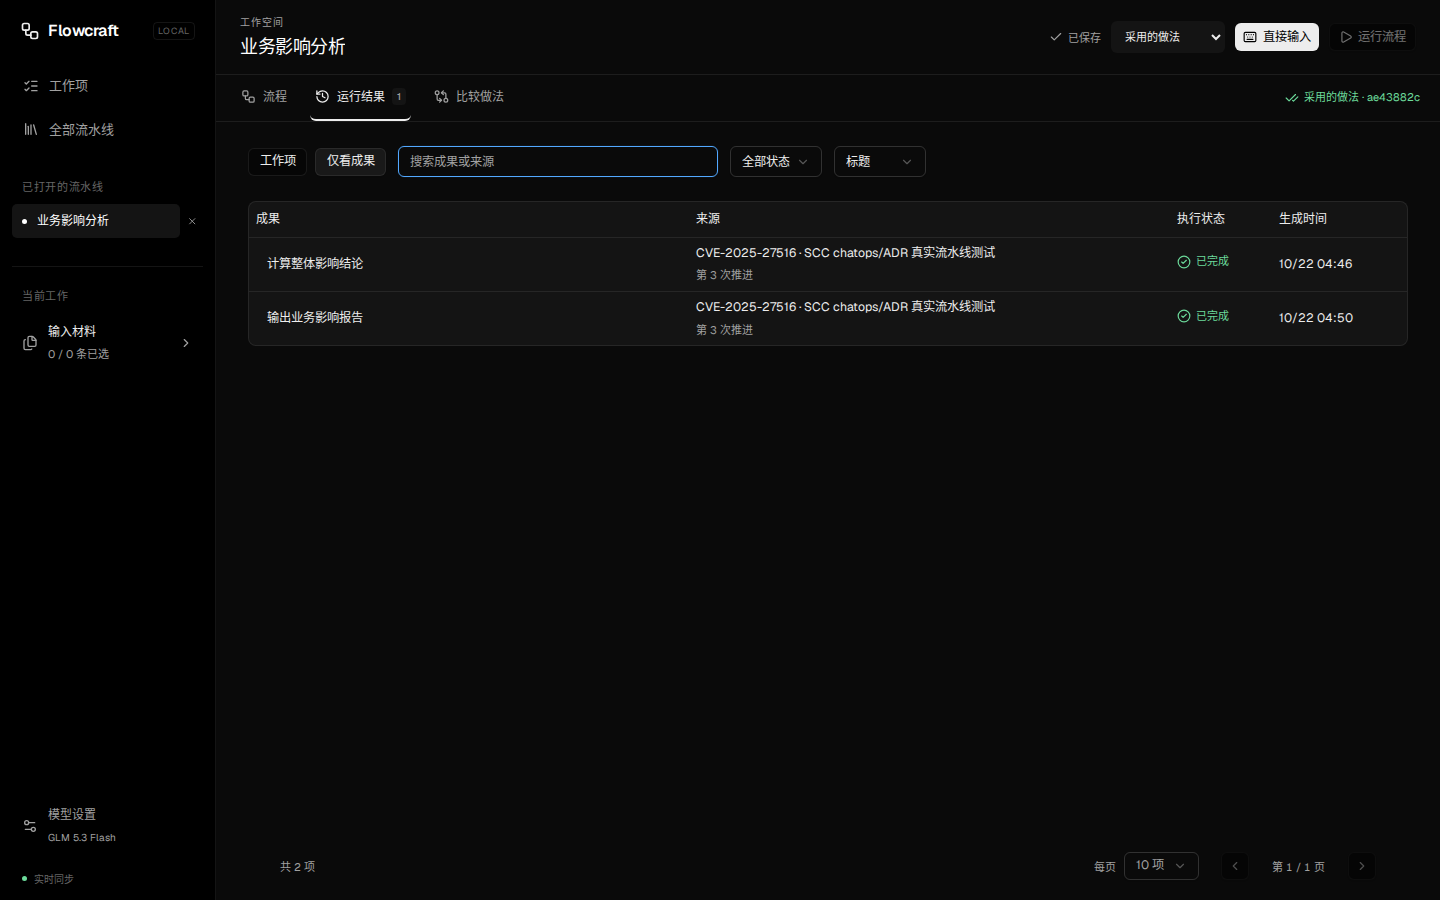 Flowcraft
LOCAL
工作项
全部流水线
已打开的流水线
业务影响分析
当前工作
输入材料
0 / 0 条已选
模型设置
GLM 5.3 Flash
实时同步
工作空间
业务影响分析
已保存
采用的做法
直接输入
运行流程
流程
运行结果 1
比较做法
采用的做法 · ae43882c
工作项
仅看成果
搜索成果或来源
全部状态
标题
成果 来源 执行状态 生成时间
计算整体影响结论
CVE-2025-27516 · SCC chatops/ADR 真实流水线测试
第 3 次推进
已完成
10/22 04:46
输出业务影响报告
CVE-2025-27516 · SCC chatops/ADR 真实流水线测试
第 3 次推进
已完成
10/22 04:50
共 2 项
每页
10 项
第 1 / 1 页